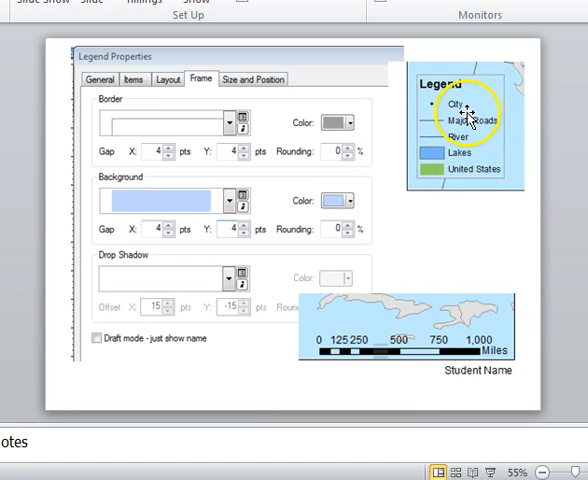 Slide Show
Set Up
Monitors
Legend Properties
General Items Layout Frame Size and Position
Border
Color:
Gap X: 4 pts Y: 4 pts Rounding: 0 %
Background
Color:
Gap X: 4 pts Y: 4 pts Rounding: 0 %
Drop Shadow
Color:
Offset X: 15 pts Y: -15
Draft mode - just show name
Legend
City
Major Roads
River
Lakes
United States
0 125 250 500 750 1,000
Miles
Student Name
otes
55%